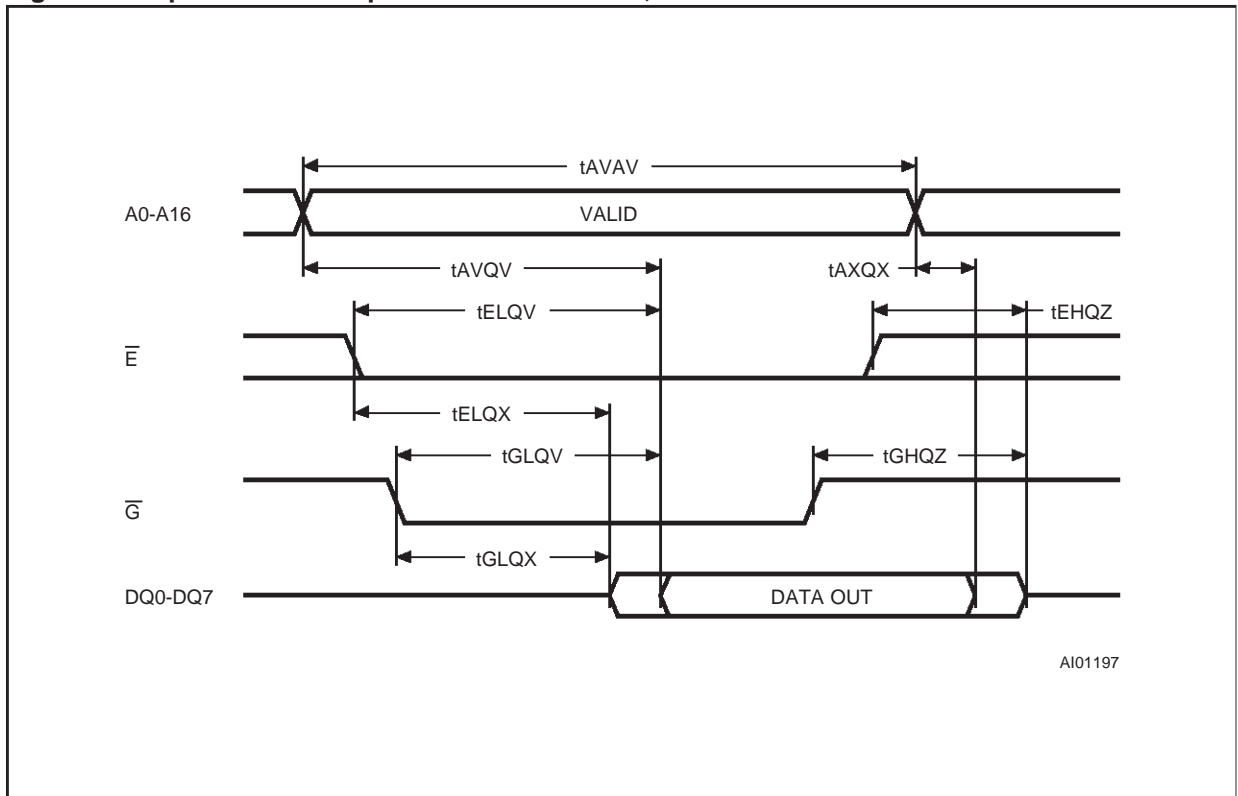 tAVAV
A0-A16 VALID
tAVQV tAXQX
tELQV tEHQZ
E
tELQX
tGLQV tGHQZ
G
tGLQX
DQ0-DQ7 DATA OUT
AI01197